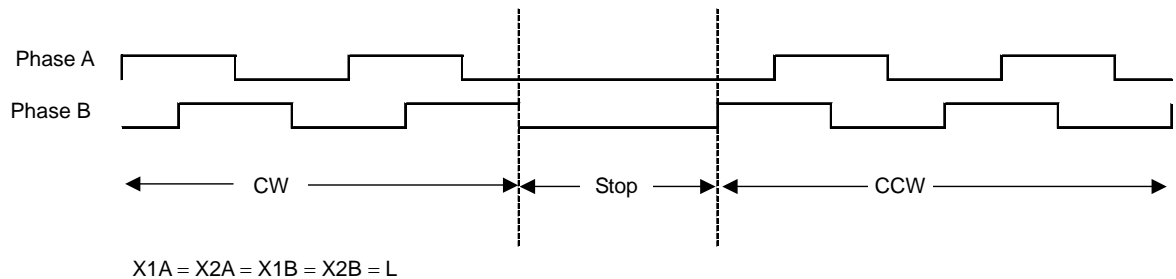 Phase A
Phase B
CW
Stop
CCW
X1A = X2A = X1B = X2B = L